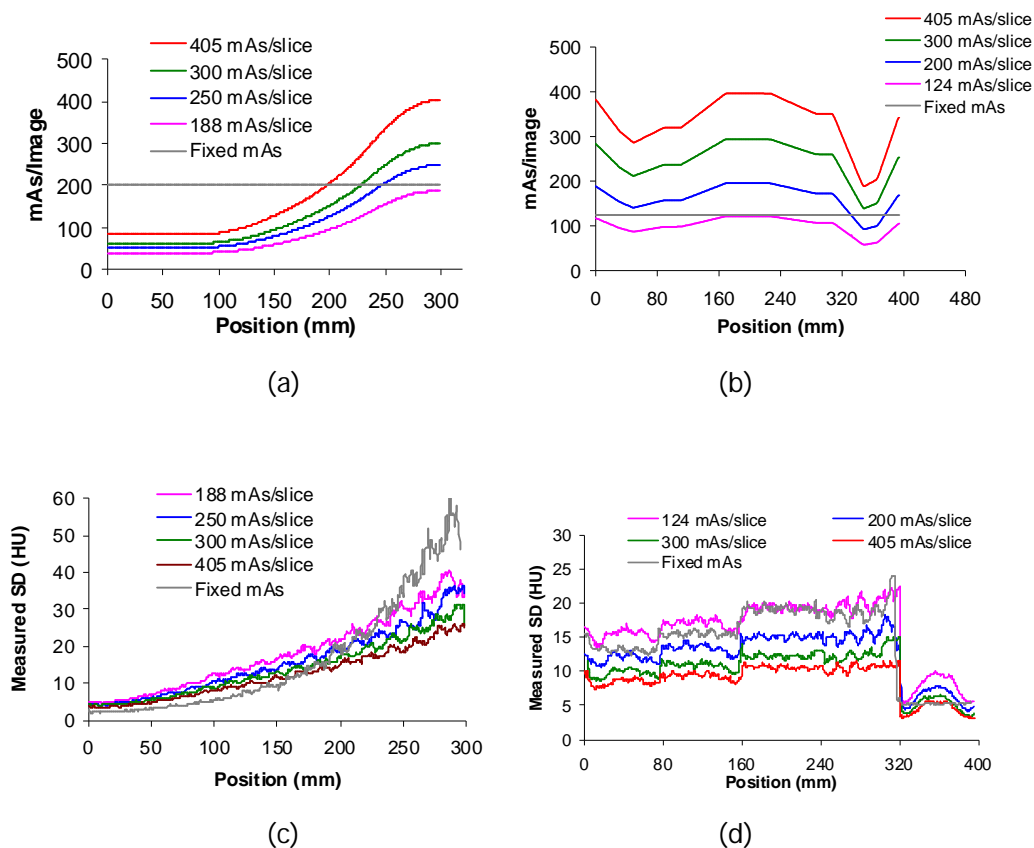 405 mAs/slice
300 mAs/slice
250 mAs/slice
188 mAs/slice
Fixed mAs
mAs/Image
500
400
300
200
100
0
0 50 100 150 200 250 300
Position (mm)
(a)
405 mAs/slice
300 mAs/slice
200 mAs/slice
124 mAs/slice
Fixed mAs
mAs/image
500
400
300
200
100
0
0 80 160 240 320 400 480
Position (mm)
(b)
188 mAs/slice
250 mAs/slice
300 mAs/slice
405 mAs/slice
Fixed mAs
Measured SD (HU)
60
50
40
30
20
10
0
0 50 100 150 200 250 300
Position (mm)
(c)
124 mAs/slice 200 mAs/slice
300 mAs/slice 405 mAs/slice
Fixed mAs
Measured SD (HU)
30
25
20
15
10
5
0
0 80 160 240 320 400
Position (mm)
(d)